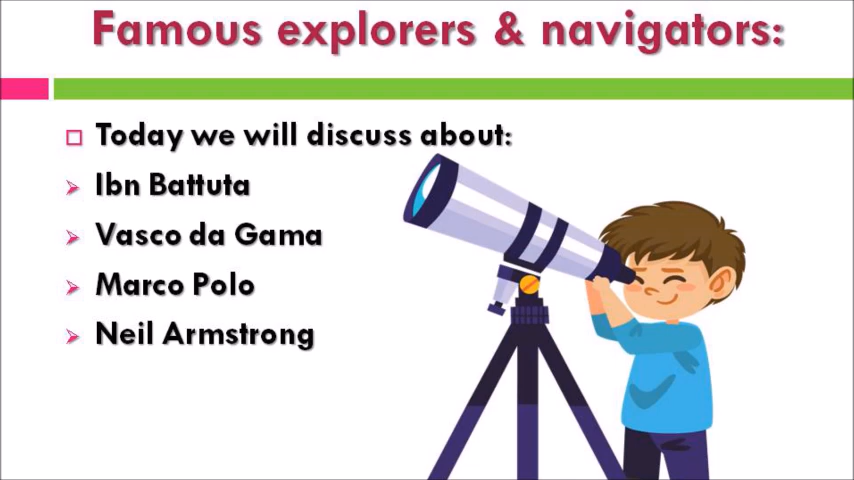 Famous explorers & navigators:
Today we will discuss about:
Ibn Battuta
Vasco da Gama
Marco Polo
Neil Armstrong